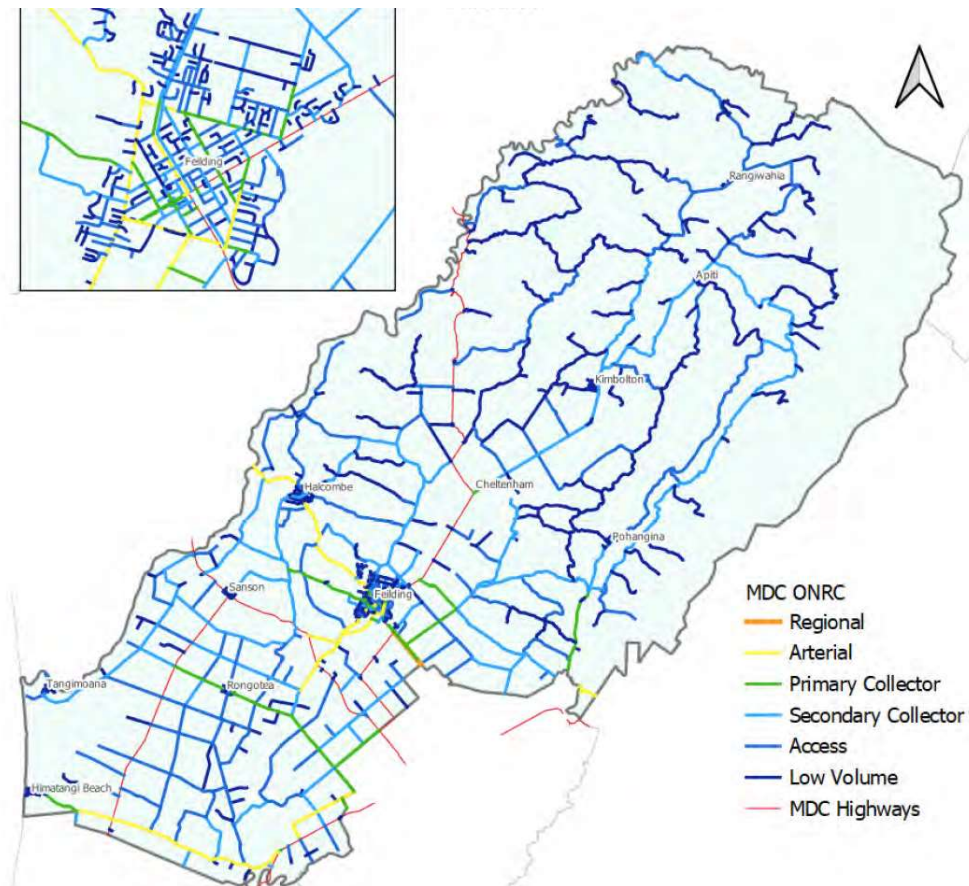 Feilding
Rangiwahia
Apiti
Kimbolton
Cheltenham
Halcombe
Pohangina
Sanson
Feilding
Tangimoana
Rongotea
Himatangi Beach
MDC ONRC
Regional
Arterial
Primary Collector
Secondary Collector
Access
Low Volume
MDC Highways